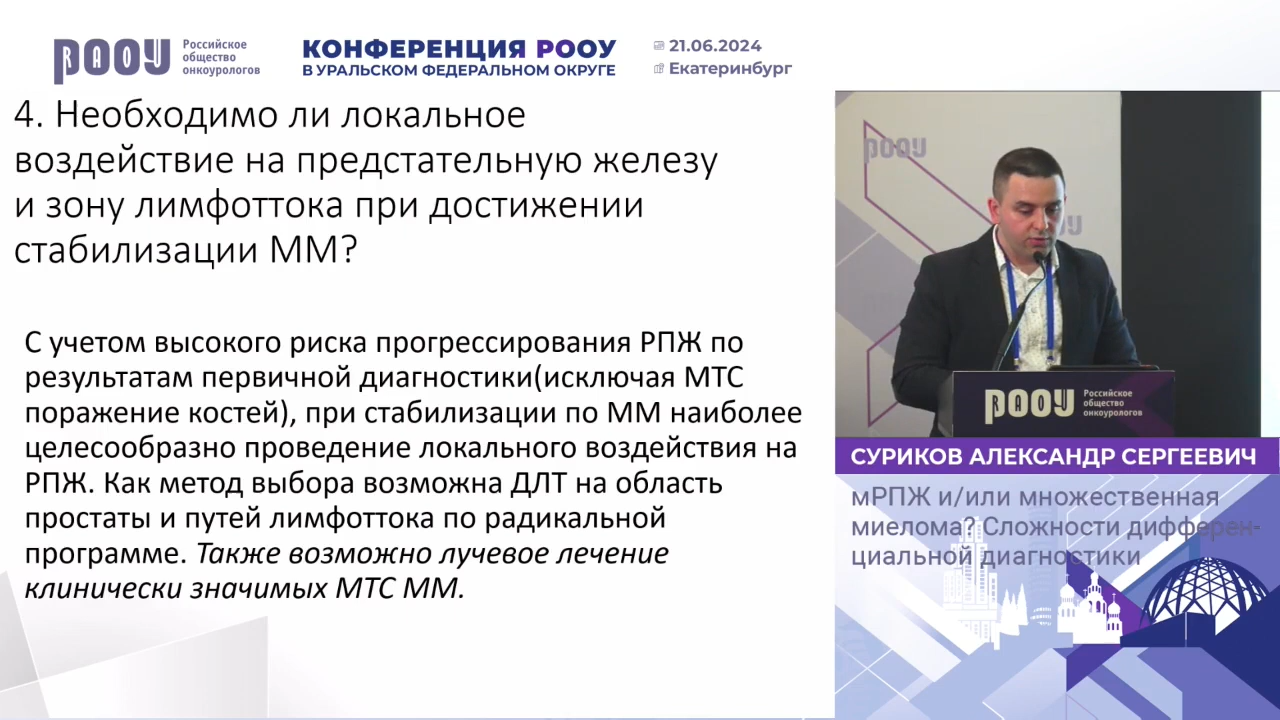 РООУ
RAOU
Российское
общество
онкоурологов
КОНФЕРЕНЦИЯ РООУ
В УРАЛЬСКОМ ФЕДЕРАЛЬНОМ ОКРУГЕ
21.06.2024
Екатеринбург
4. Необходимо ли локальное
воздействие на предстательную железу
и зону лимфоттока при достижении
стабилизации ММ?
С учетом высокого риска прогрессирования РПЖ по
результатам первичной диагностики(исключая МТС
поражение костей), при стабилизации по ММ наиболее
целесообразно проведение локального воздействия на
РПЖ. Как метод выбора возможна ДЛТ на область
простаты и путей лимфоттока по радикальной
программе. Также возможно лучевое лечение
клинически значимых МТС ММ.
РООУ
РООУ
RAOU
Российское
общество
онкоурологов
СУРИКОВ АЛЕКСАНДР СЕРГЕЕВИЧ
мРПЖ и/или множественная
миелома? Сложности дифферен-
циальной диагностики